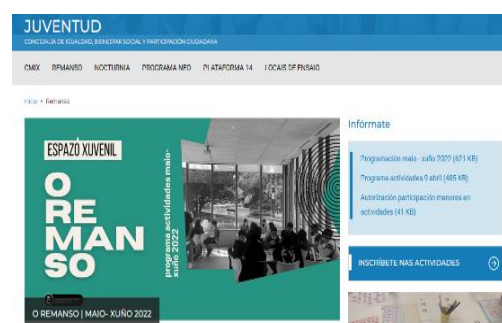 JUVENTUD
CONCEJALÍA DE IGUALDAD, BIENESTAR SOCIAL Y PARTICIPACIÓN CIUDADANA
CMIX REMANSO NOCTURNIA PROGRAMA NEO PLATAFORMA 14 LOCAIS DE ENSAIO
Inicio • Remanso
ESPAZO XUVENIL
O
RE
MAN
SO
programa actividades maio-
xuño 2022
O REMANSO | MAIO- XUÑO 2022
Infórmate
Programación maio - xuño 2022 (621 KB)
Programa actividades 9 abril (485 KB)
Autorización participación menores en
actividades (41 KB)
INSCRÍBETE NAS ACTIVIDADES